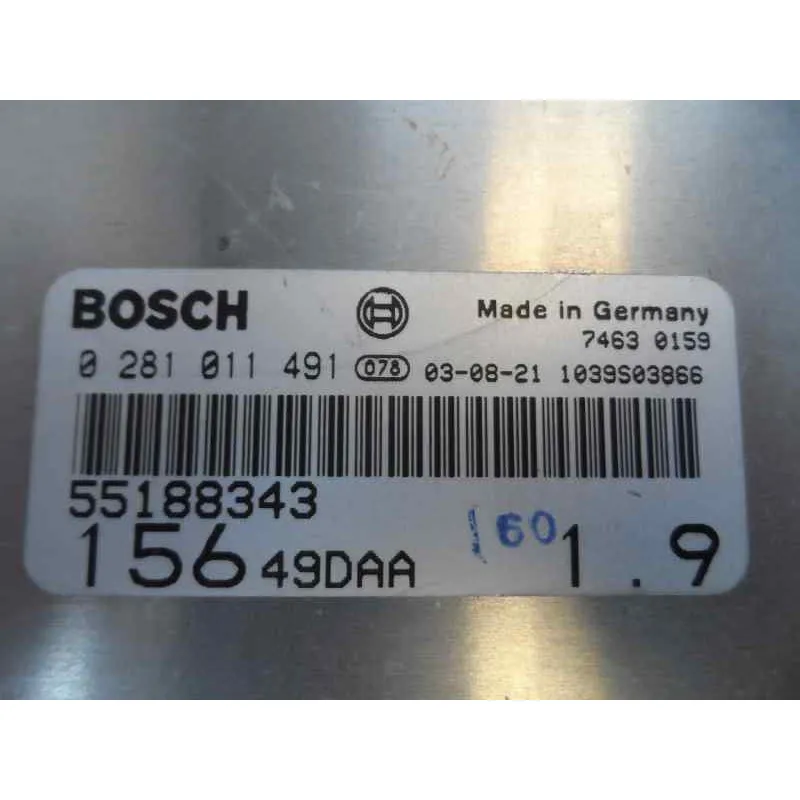 BOSCH Made in Germany
7463 0159
0 281 011 491 078 03-08-21 1039S03866
55188343
156 49DAA 160 1.9